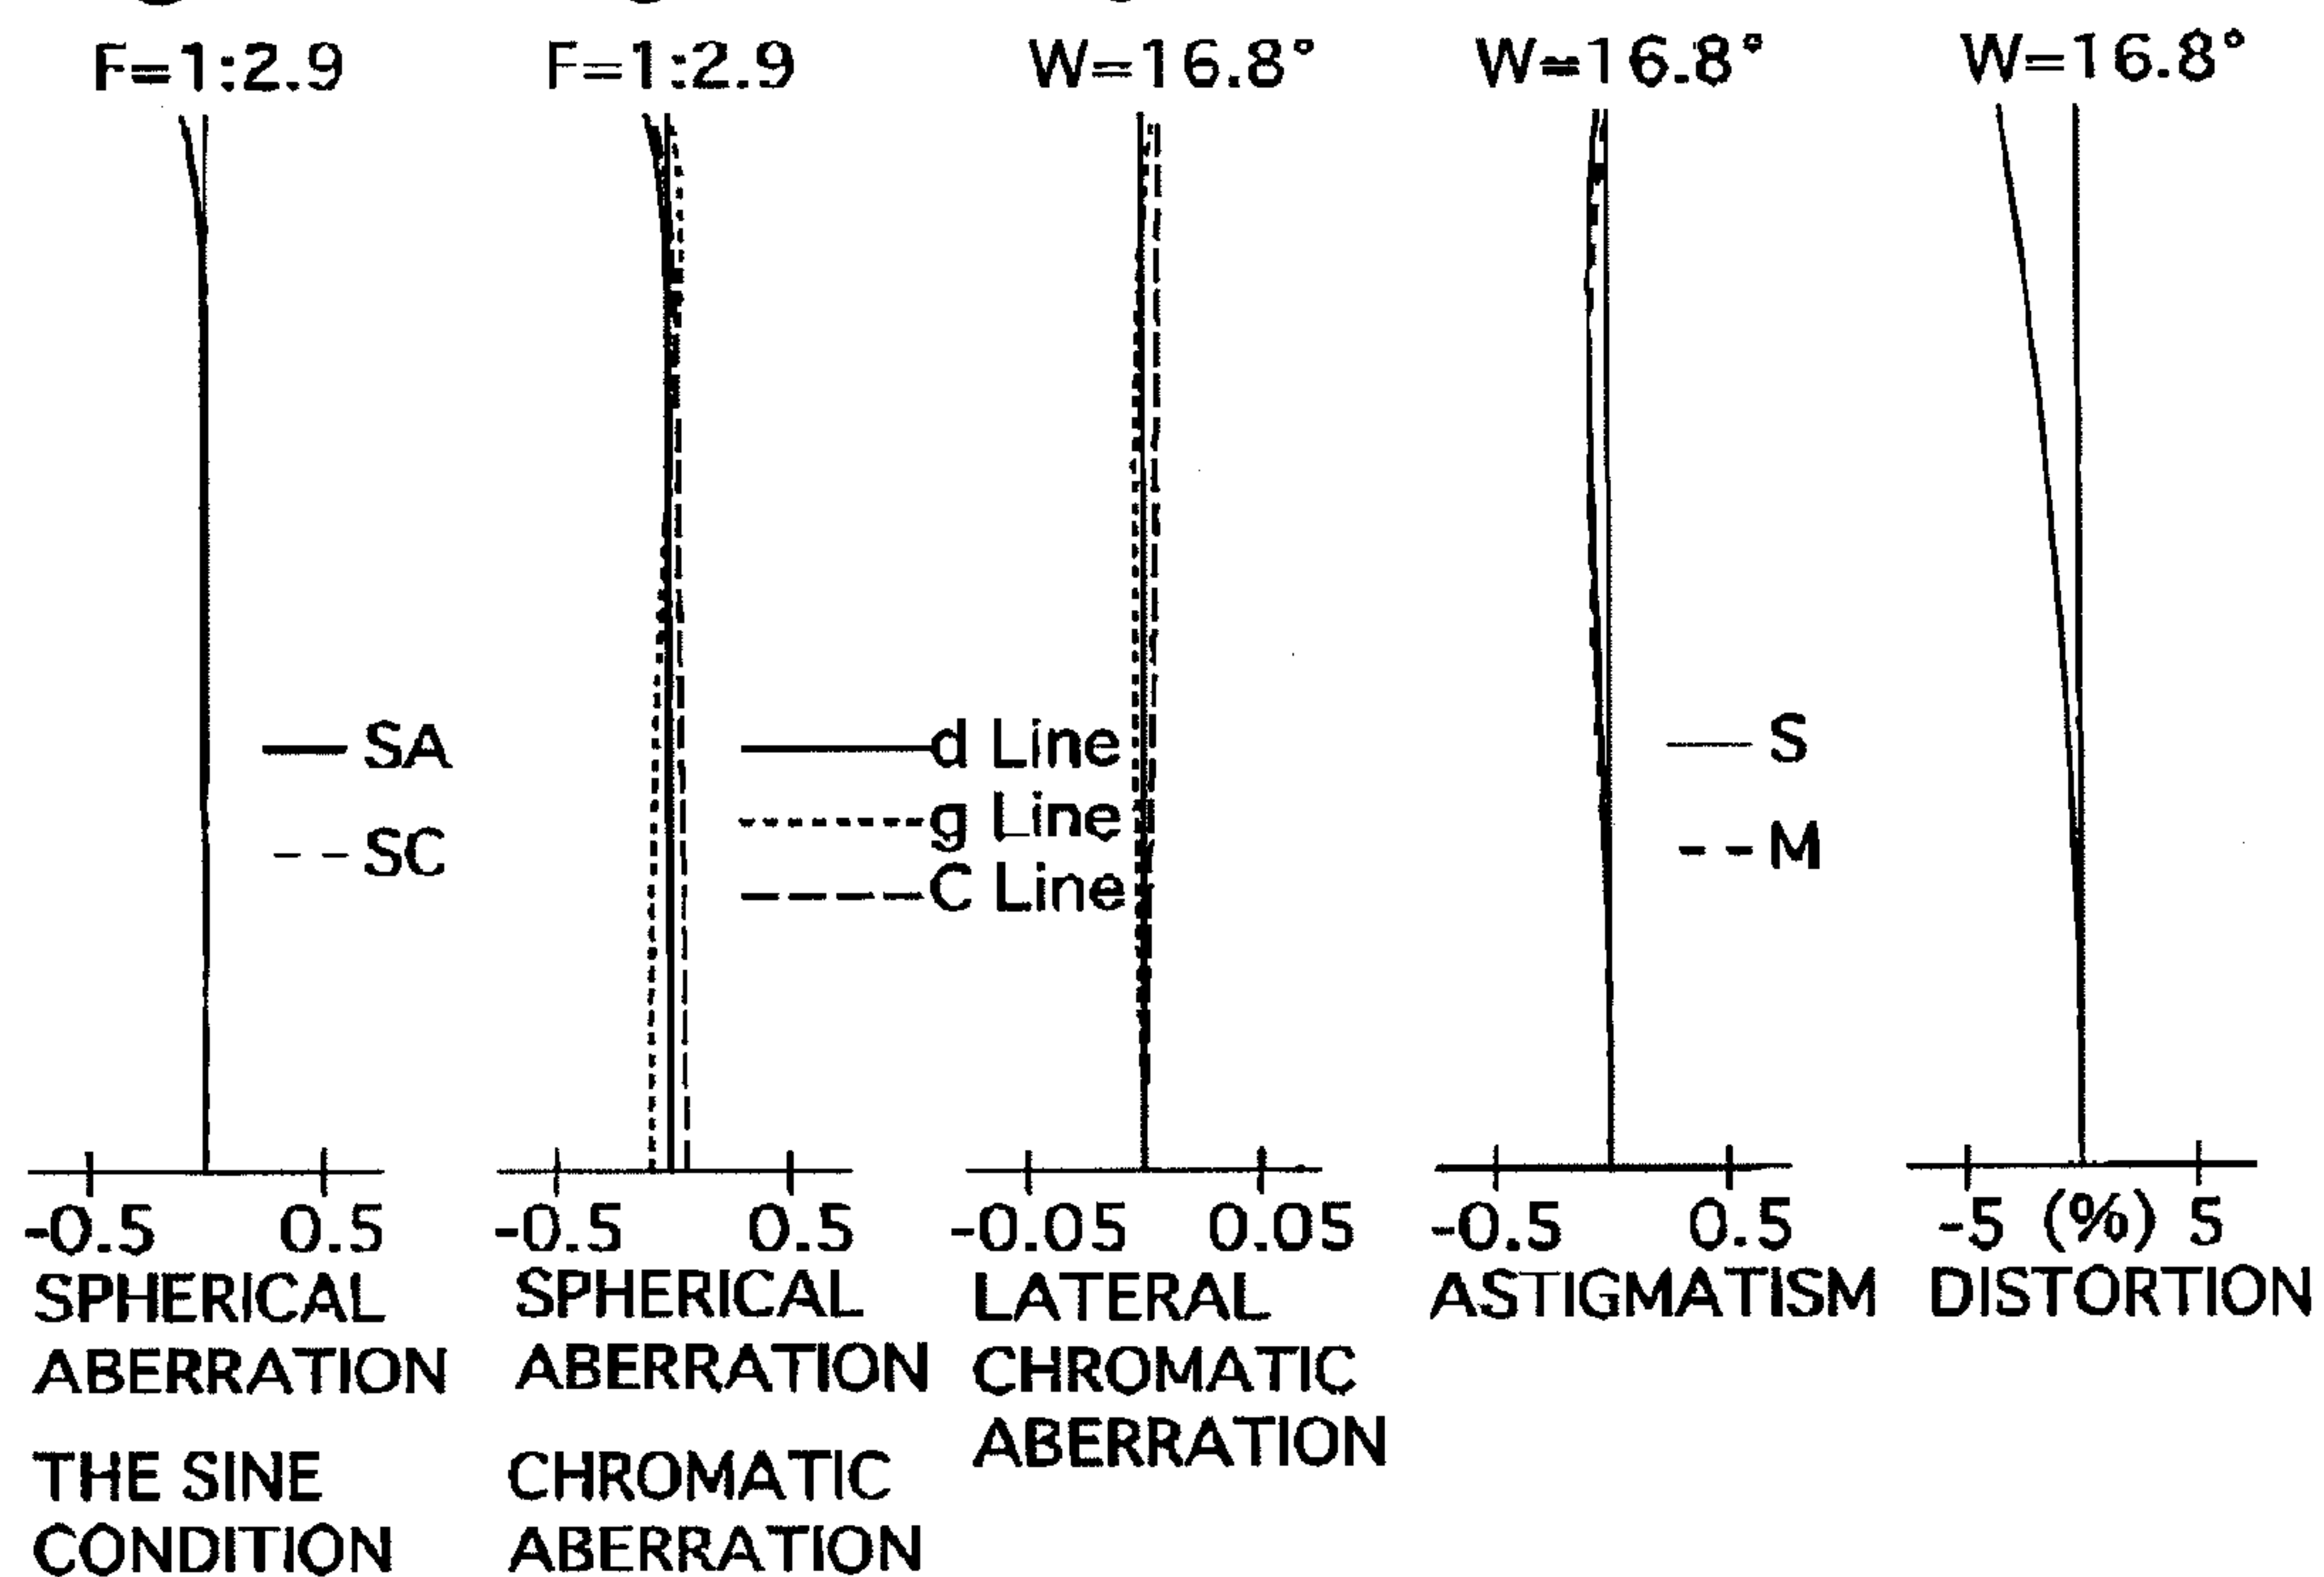 F=1:2.9
F=1:2.9
W=16.8°
W=16.8°
W=16.8°
SA
SC
d Line
g Line
C Line
S
M
-0.5 0.5
-0.5 0.5
-0.05 0.05
-0.5 0.5
-5 (%) 5
SPHERICAL
ABERRATION
THE SINE
CONDITION
SPHERICAL
ABERRATION
CHROMATIC
ABERRATION
LATERAL
CHROMATIC
ABERRATION
ASTIGMATISM
DISTORTION